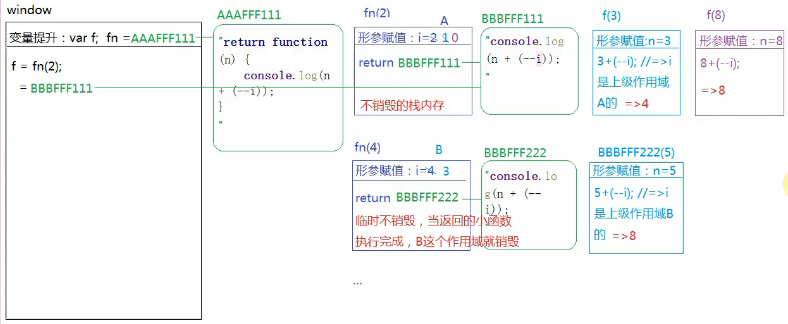 window
变量提升：var f;  fn =AAAFFF111
f = fn(2);
= BBBFFF111
AAAFFF111
"return function
(n) {
console.log(n
+ (--i));
}
"
fn(2)
A
形参赋值：i=2 1 0
return BBBFFF111
不销毁的栈内存
BBBFFF111
"console.log
(n + (--i));
"
f(3)
形参赋值:n=3
3+(--i); //=>i
是上级作用域
A的  =>4
f(8)
形参赋值:n=8
8+(--i);
=>8
fn(4)
B
形参赋值：i=4 3
return BBBFFF222
临时不销毁，当返回的小函数
执行完成，B这个作用域就销毁
BBBFFF222
"console.lo
g(n + (--
i));
"
BBBFFF222(5)
形参赋值：n=5
5+(--i); //=>i
是上级作用域B
的  =>8
...